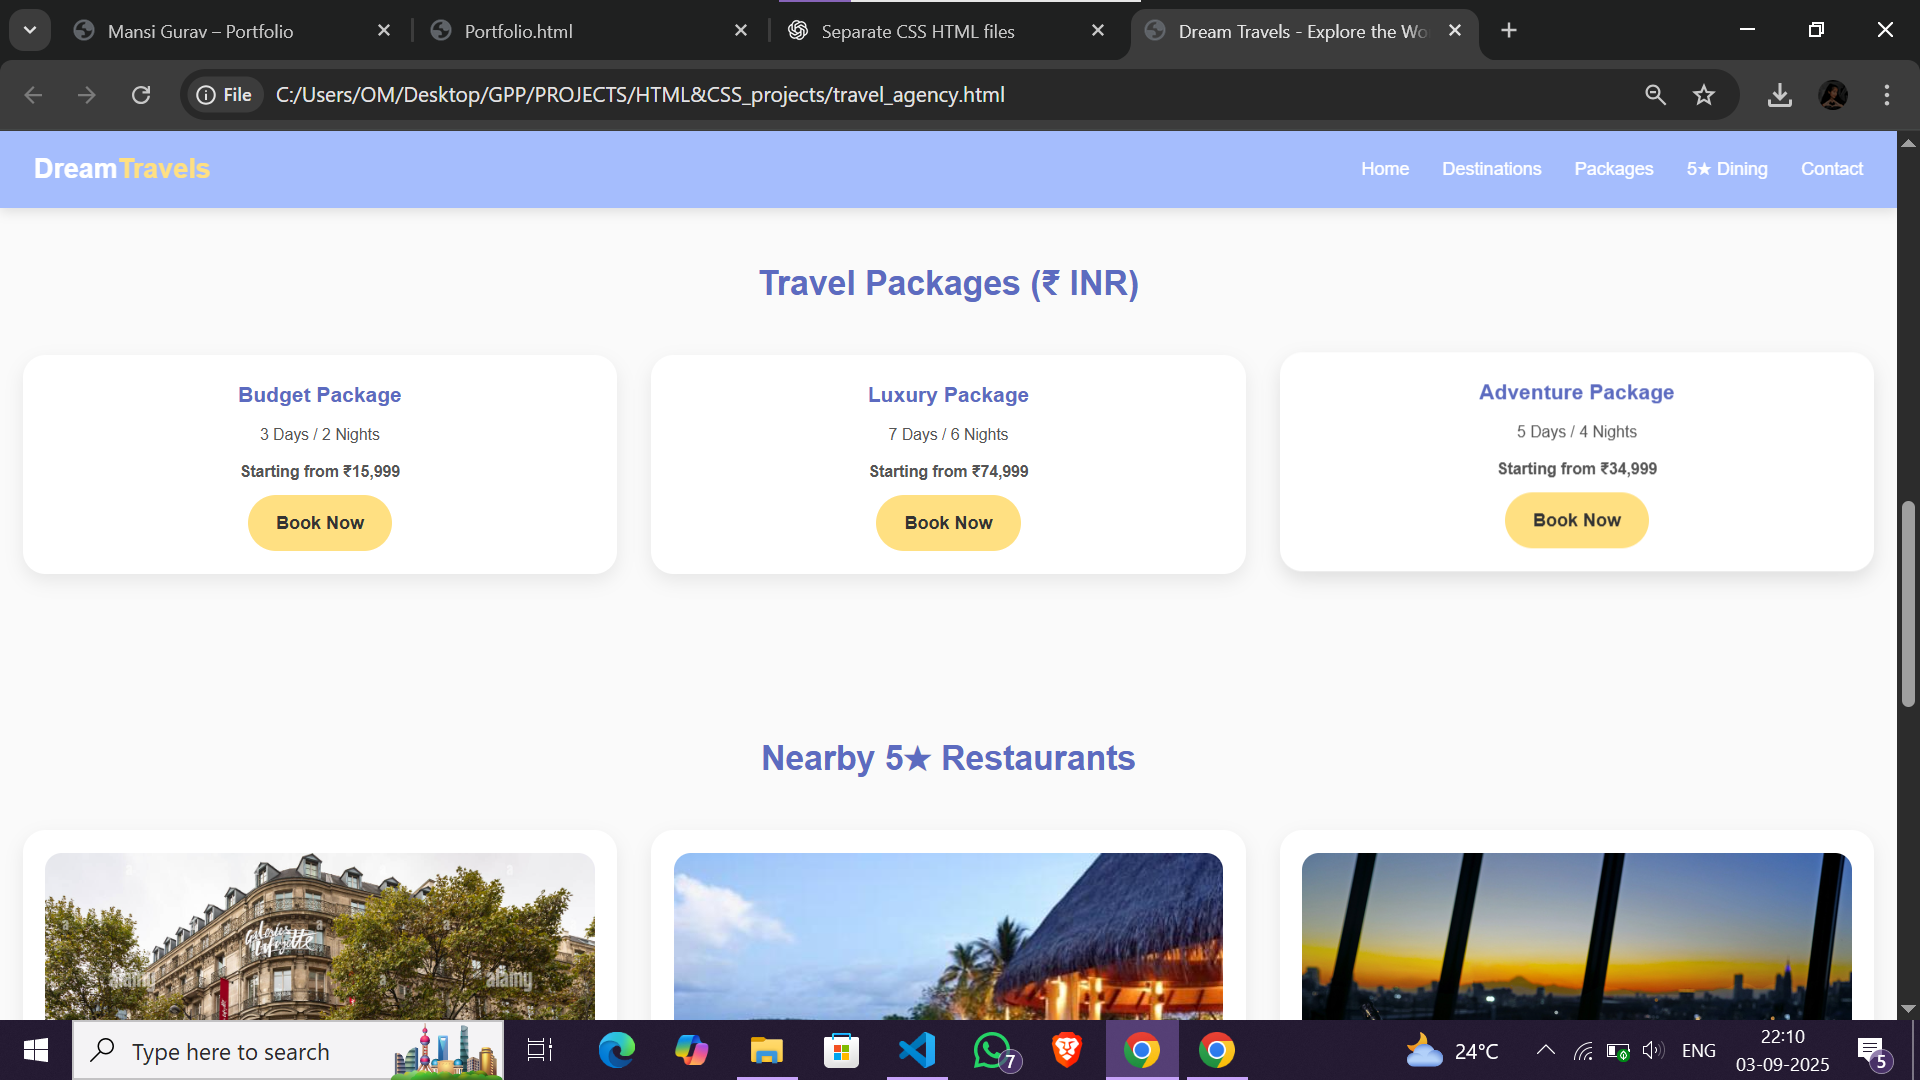 Mansi Gurav – Portfolio
Portfolio.html
Separate CSS HTML files
Dream Travels - Explore the Wo
File
C:/Users/OM/Desktop/GPP/PROJECTS/HTML&CSS_projects/travel_agency.html
DreamTravels
Home
Destinations
Packages
5★ Dining
Contact
Travel Packages (₹ INR)
Budget Package
3 Days / 2 Nights
Starting from ₹15,999
Book Now
Luxury Package
7 Days / 6 Nights
Starting from ₹74,999
Book Now
Adventure Package
5 Days / 4 Nights
Starting from ₹34,999
Book Now
Nearby 5★ Restaurants
galeries lafayette
alamy
alamy
Type here to search
7
24°C
ENG
22:10
03-09-2025
5